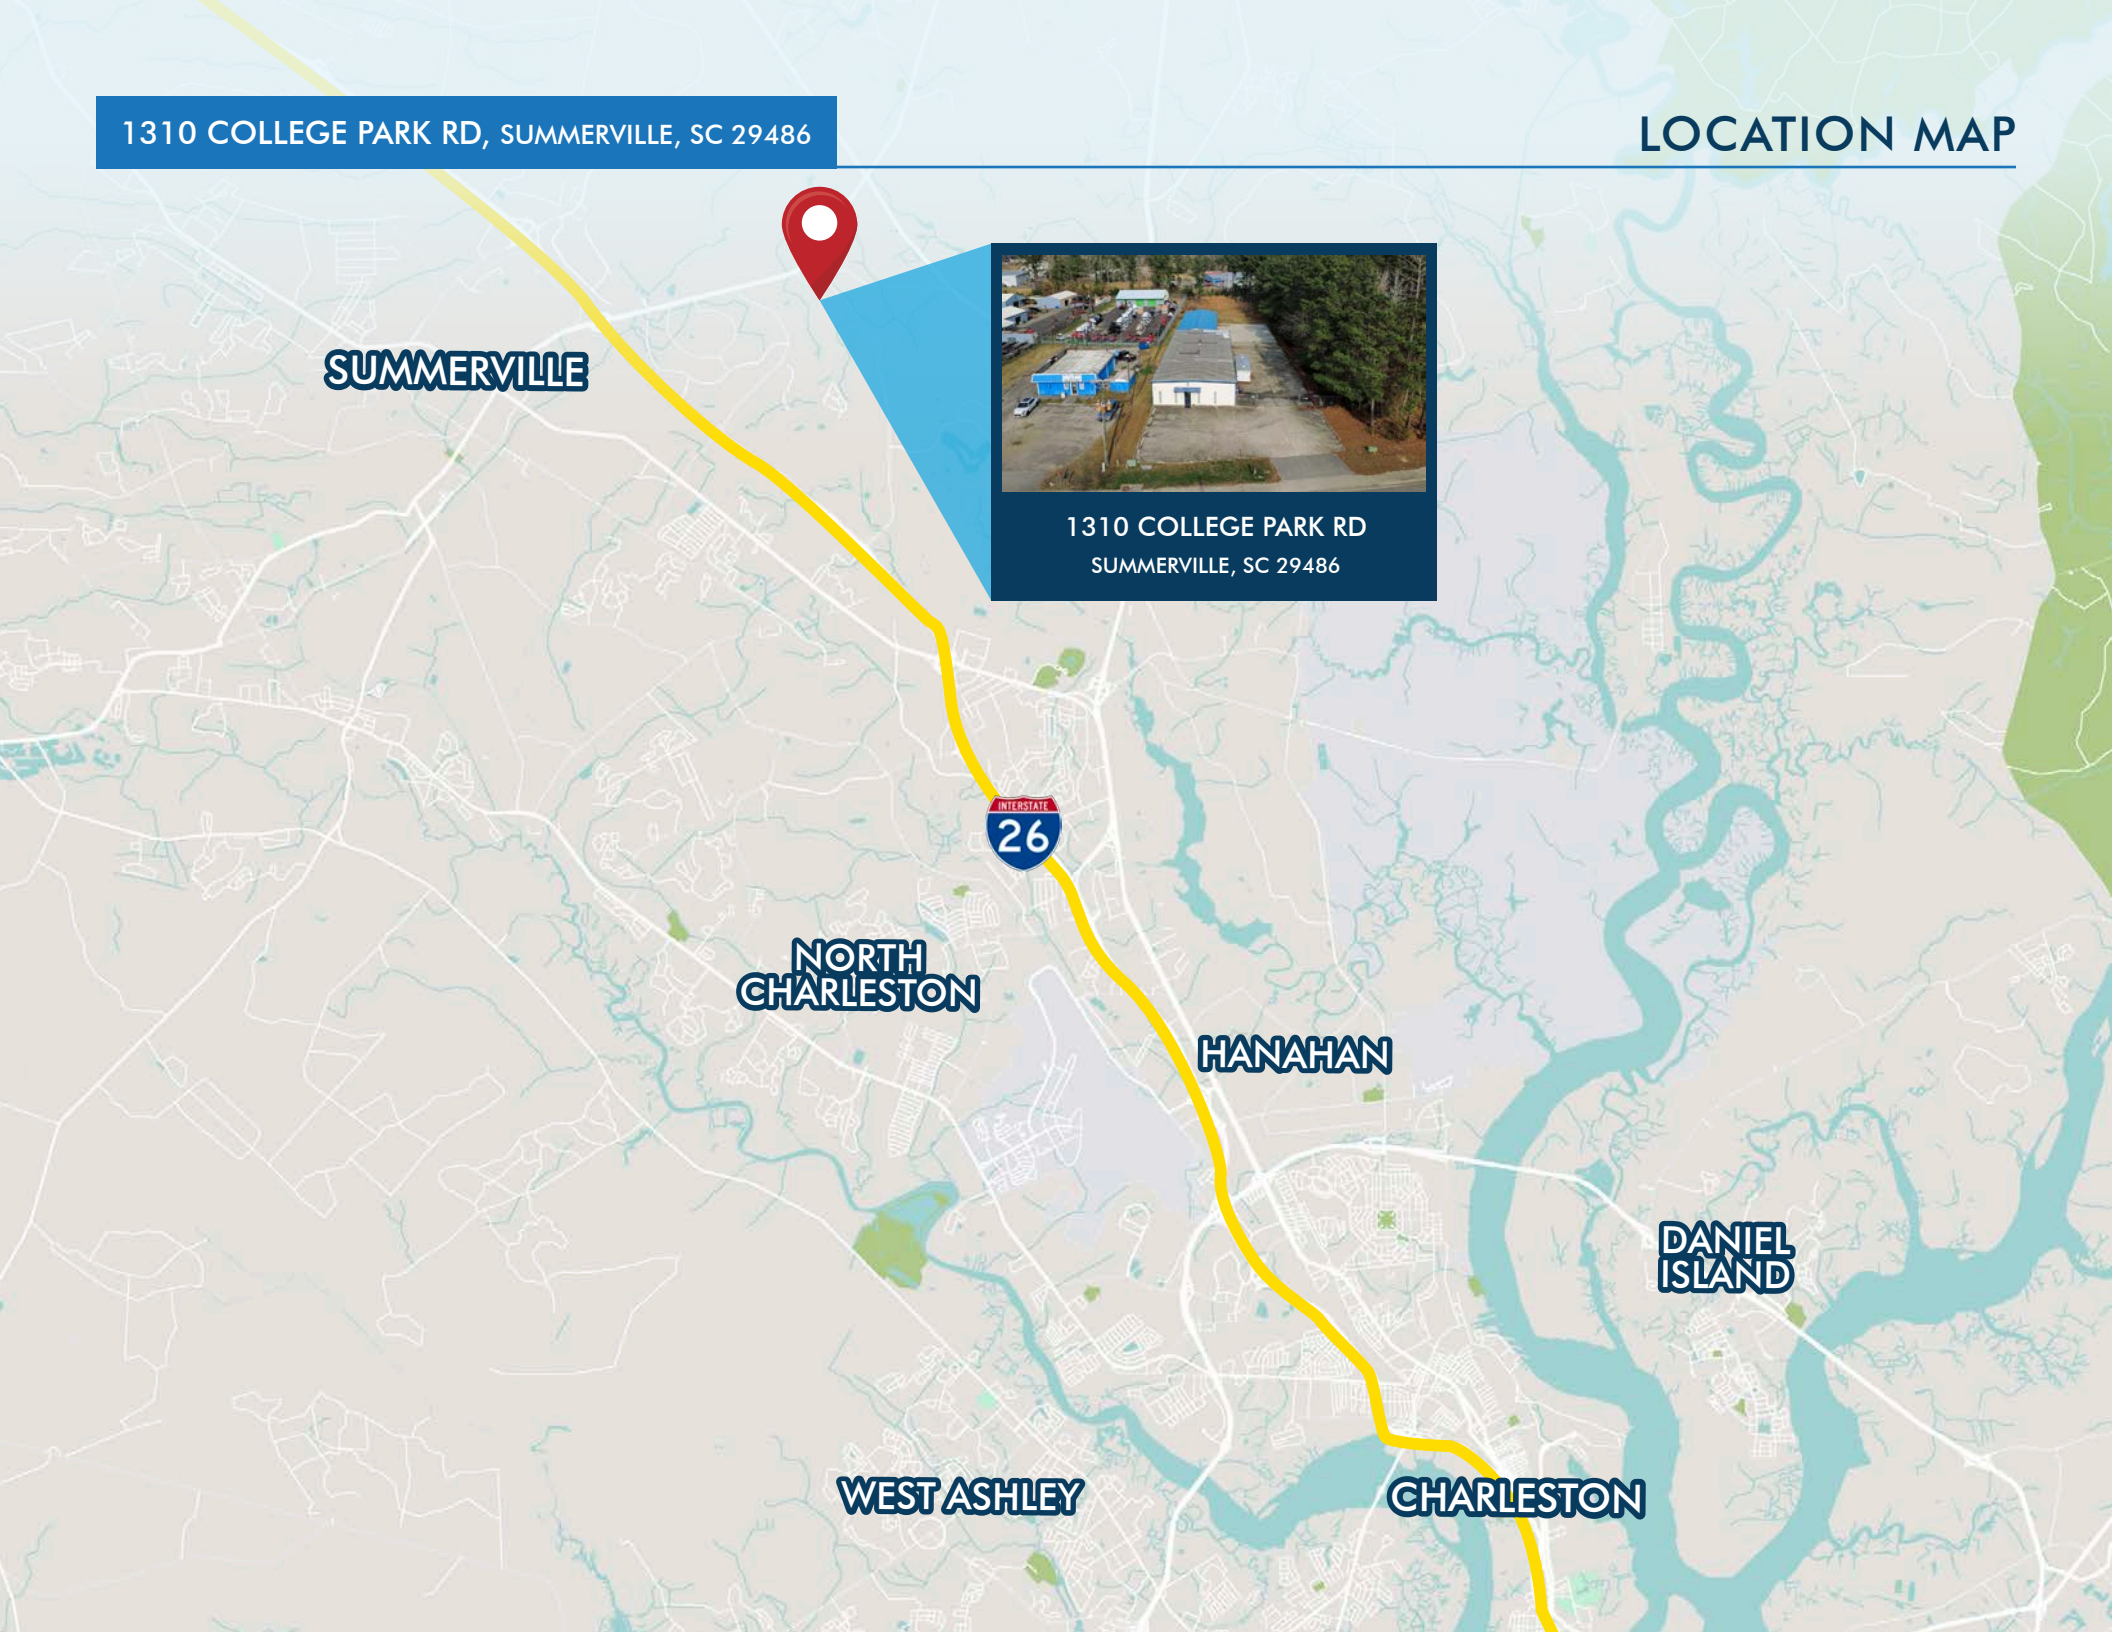 1310 COLLEGE PARK RD, SUMMERVILLE, SC 29486
LOCATION MAP
SUMMERVILLE
1310 COLLEGE PARK RD
SUMMERVILLE, SC 29486
INTERSTATE
26
NORTH
CHARLESTON
HANAHAN
DANIEL
ISLAND
WEST ASHLEY
CHARLESTON